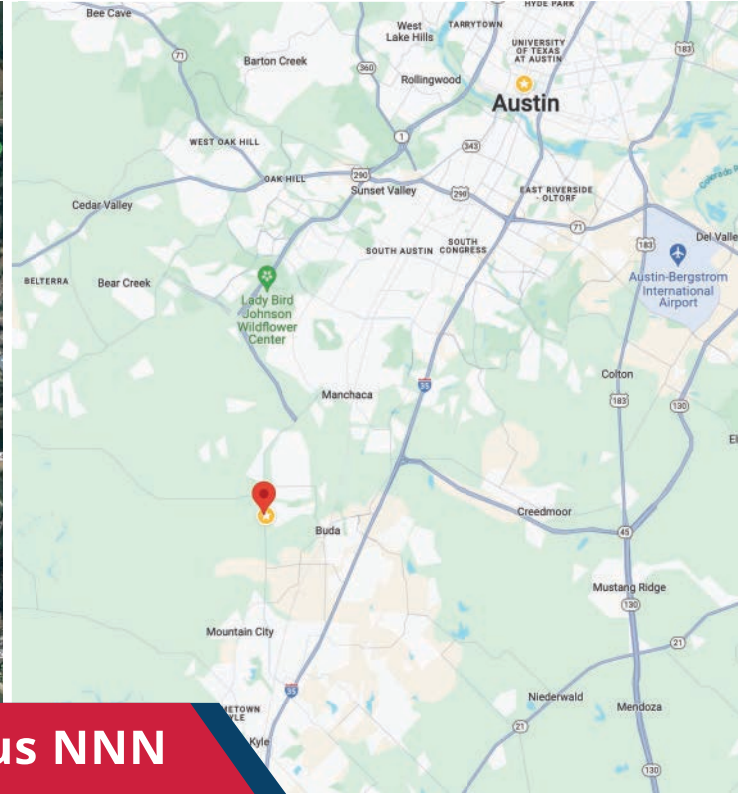 HYDE PARK
Bee Cave
West
Lake Hills
TARRYTOWN
183
UNIVERSITY
OF TEXAS
AT AUSTIN
71
Barton Creek
360
Rollingwood
Austin
1
WEST OAK HILL
343
290
OAK HILL
Sunset Valley
290
EAST RIVERSIDE
- OLTORF
Cedar Valley
71
183
Del Valle
SOUTH AUSTIN
SOUTH
CONGRESS
BELTERRA
Bear Creek
Austin-Bergstrom
International
Airport
Lady Bird
Johnson
Wildflower
Center
Colton
35
Manchaca
183
130
Creedmoor
Buda
45
Mustang Ridge
130
Mountain City
21
35
Niederwald
Mendoza
21
Kyle
130
us NNN